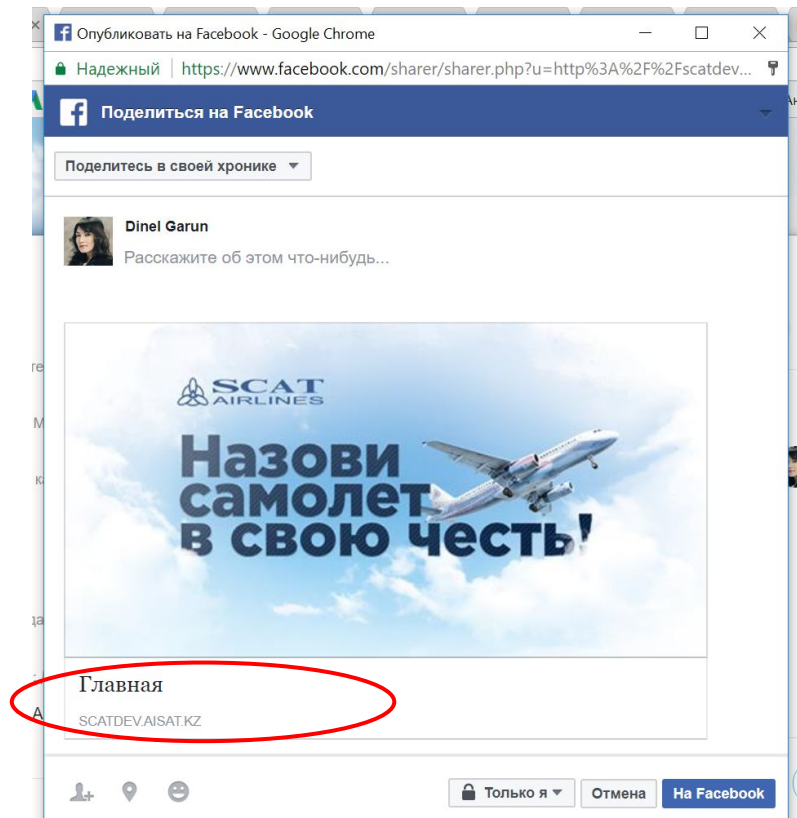 Опубликовать на Facebook - Google Chrome
Надежный | https://www.facebook.com/sharer/sharer.php?u=http%3A%2F%2Fscatdev...
Поделиться на Facebook
Поделитесь в своей хронике
Dinel Garun
Расскажите об этом что-нибудь...
SCAT
AIRLINES
Назови
самолет
в свою честь!
Главная
SCATDEV.AISAT.KZ
Только я
Отмена
На Facebook